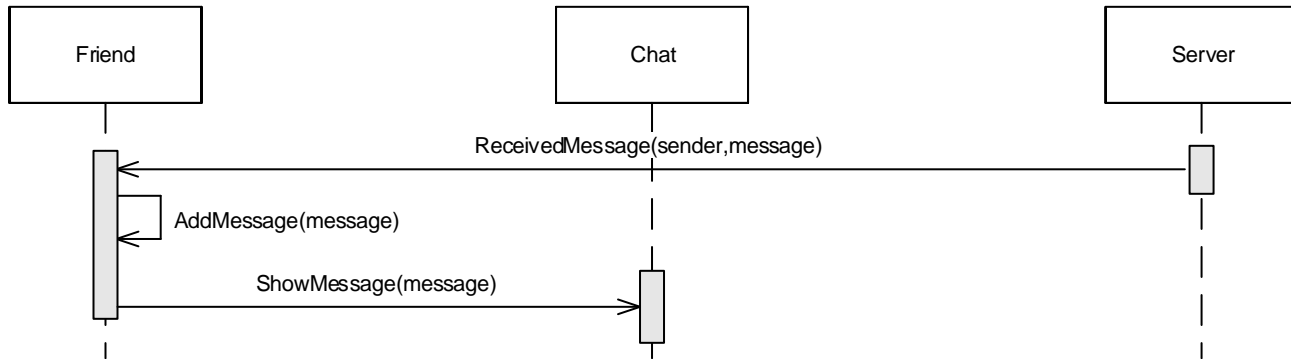 Friend
Chat
Server
ReceivedMessage(sender,message)
AddMessage(message)
ShowMessage(message)